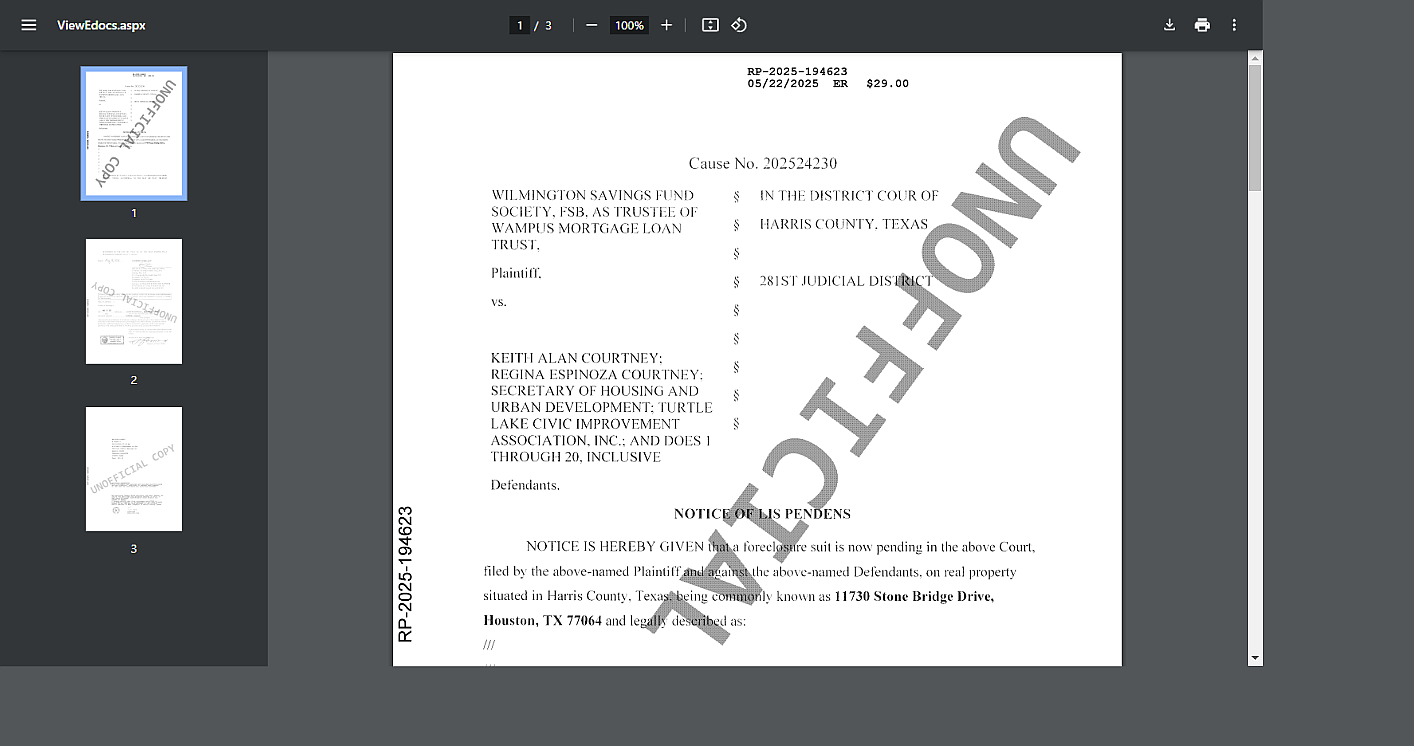 ViewEdocs.aspx
1 / 3
100%
1
2
3
RP-2025-194623
05/22/2025 ER $29.00
Cause No. 202524230
WILMINGTON SAVINGS FUND
SOCIETY, FSB, AS TRUSTEE OF
WAMPUS MORTGAGE LOAN
TRUST,
Plaintiff,
vs.
KEITH ALAN COURTNEY;
REGINA ESPINOZA COURTNEY;
SECRETARY OF HOUSING AND
URBAN DEVELOPMENT; TURTLE
LAKE CIVIC IMPROVEMENT
ASSOCIATION, INC.; AND DOES 1
THROUGH 20, INCLUSIVE
Defendants.
§ IN THE DISTRICT COUR OF
§ HARRIS COUNTY, TEXAS
§
§ 281ST JUDICIAL DISTRICT
§
§
§
§
§
NOTICE OF LIS PENDENS
NOTICE IS HEREBY GIVEN that a foreclosure suit is now pending in the above Court,
filed by the above-named Plaintiff and against the above-named Defendants, on real property
situated in Harris County, Texas, being commonly known as 11730 Stone Bridge Drive,
Houston, TX 77064 and legally described as:
///
RP-2025-194623
UNOFFICIAL
UNOFFICIAL COPY
UNOFFICIAL COPY
UNOFFICIAL COPY